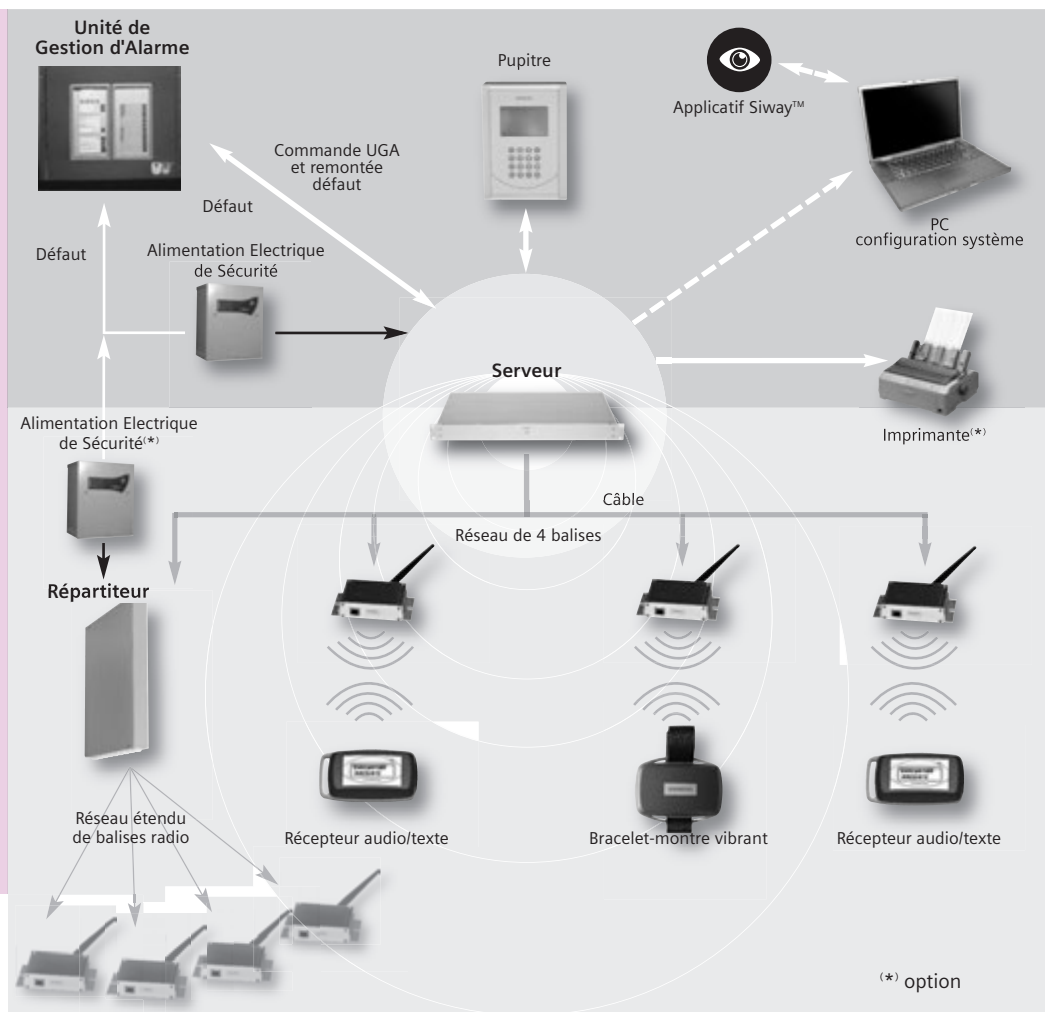 Unité de
Gestion d'Alarme
Pupitre
Applicatif Siway™
Commande UGA
et remontée
défaut
Défaut
PC
configuration système
Défaut
Alimentation Electrique
de Sécurité
Serveur
Alimentation Electrique
de Sécurité(*)
Imprimante(*)
Câble
Réseau de 4 balises
Répartiteur
Réseau étendu
de balises radio
Récepteur audio/texte
Bracelet-montre vibrant
Récepteur audio/texte
(*) option